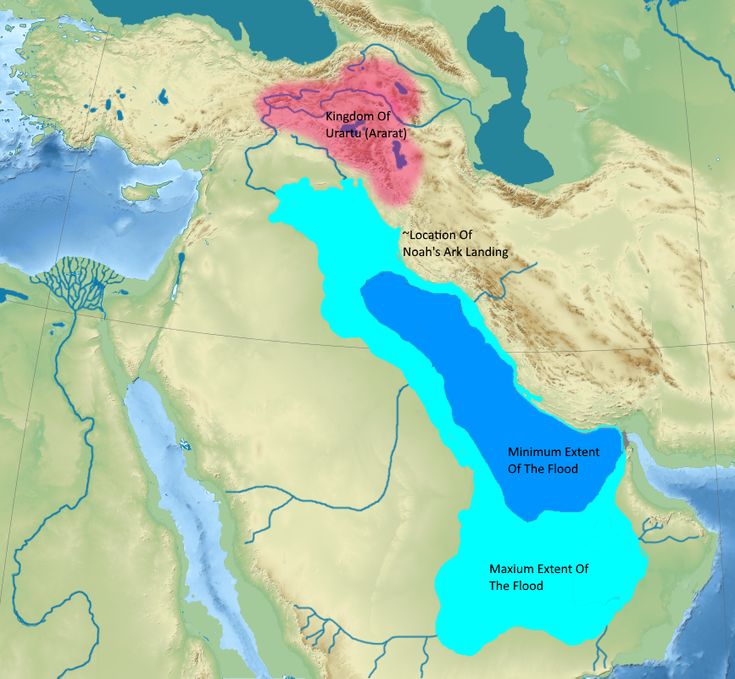 Kingdom Of
Urartu (Ararat)
~Location Of
Noah's Ark Landing
Minimum Extent
Of The Flood
Maxium Extent Of
The Flood